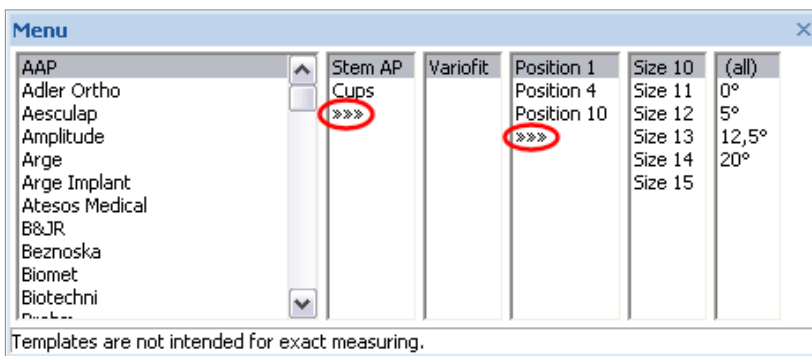 Menu
AAP
Adler Ortho
Aesculap
Amplitude
Arge
Arge Implant
Atesos Medical
B&JR
Beznoska
Biomet
Biotechni
Stem AP
Cups
»»»
Variofit
Position 1
Position 4
Position 10
»»»
Size 10
Size 11
Size 12
Size 13
Size 14
Size 15
(all)
0°
5°
12,5°
20°
Templates are not intended for exact measuring.